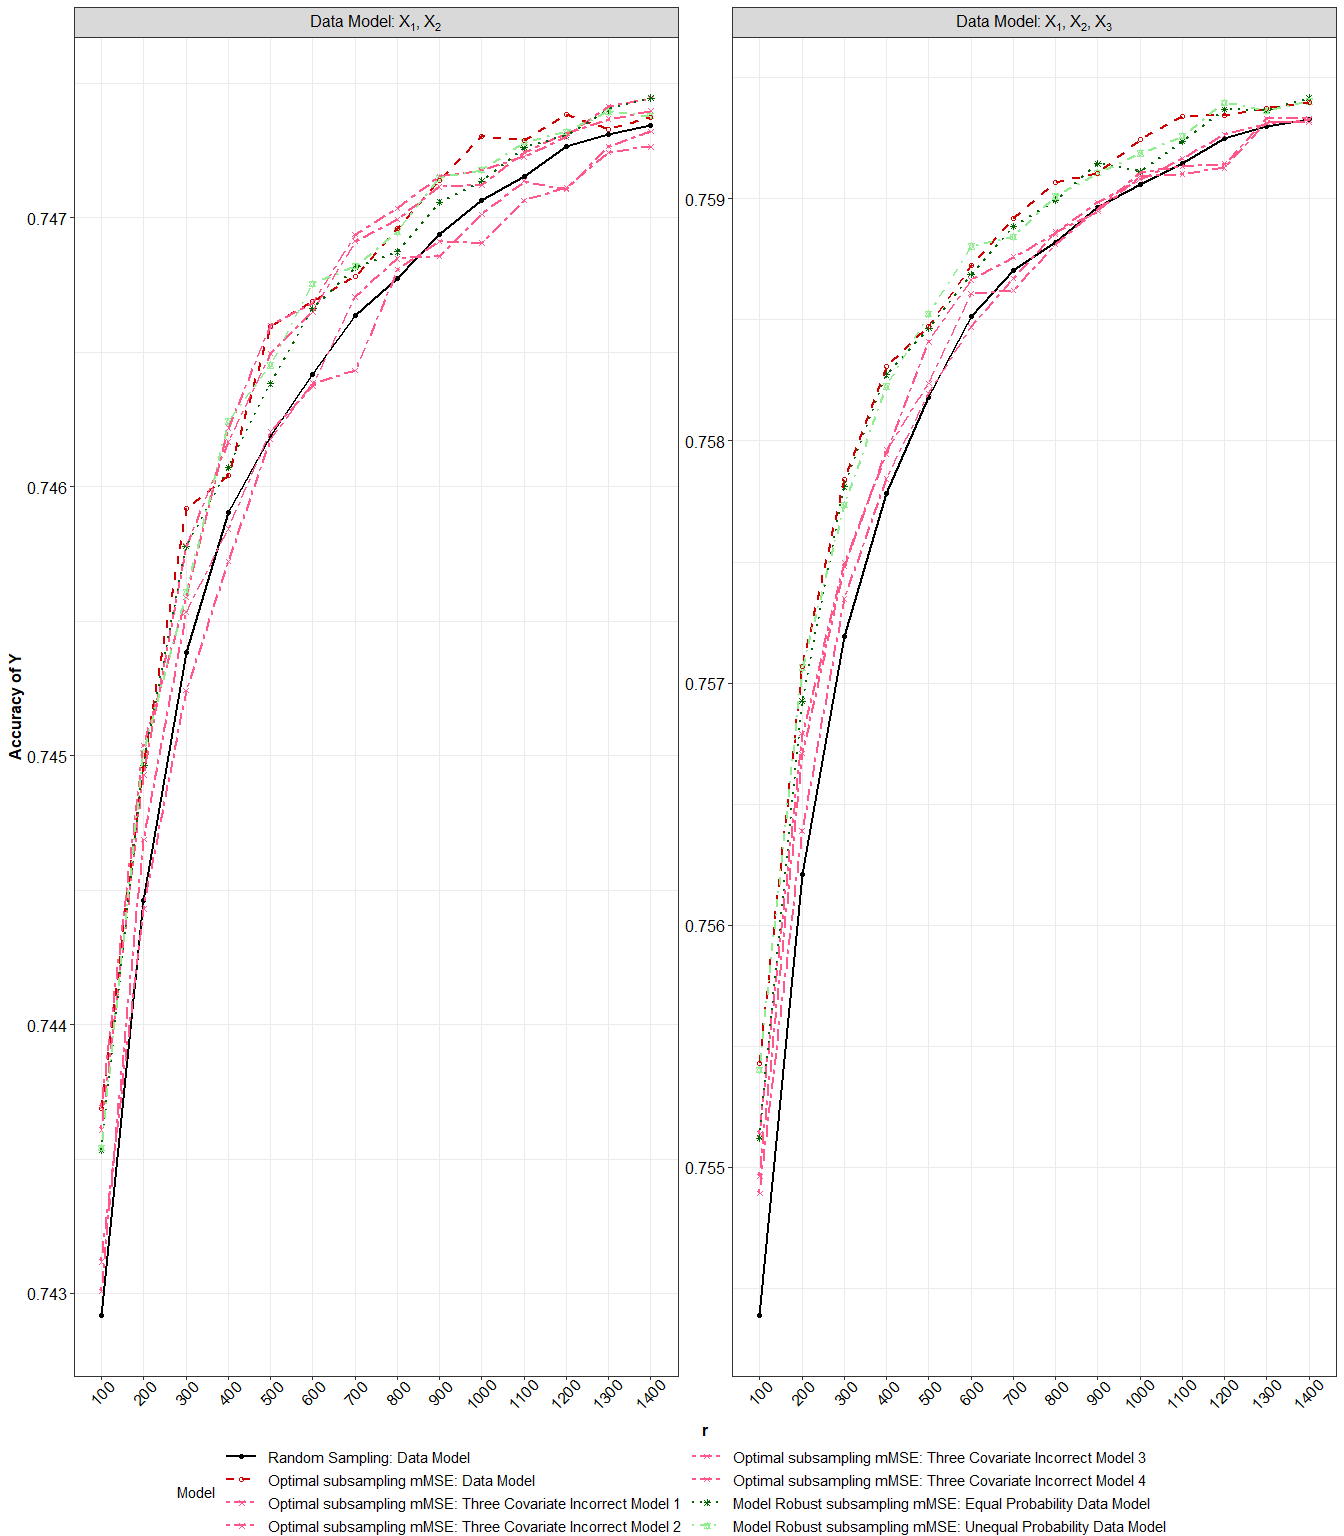 Data Model: X1, X2
Data Model: X1, X2, X3
Accuracy of Y
0.747
0.746
0.745
0.744
0.743
0.759
0.758
0.757
0.756
0.755
100 200 300 400 500 600 700 800 900 1000 1100 1200 1300 1400
100 200 300 400 500 600 700 800 900 1000 1100 1200 1300 1400
r
Model
Random Sampling: Data Model
Optimal subsampling mMSE: Data Model
Optimal subsampling mMSE: Three Covariate Incorrect Model 1
Optimal subsampling mMSE: Three Covariate Incorrect Model 2
Optimal subsampling mMSE: Three Covariate Incorrect Model 3
Optimal subsampling mMSE: Three Covariate Incorrect Model 4
Model Robust subsampling mMSE: Equal Probability Data Model
Model Robust subsampling mMSE: Unequal Probability Data Model